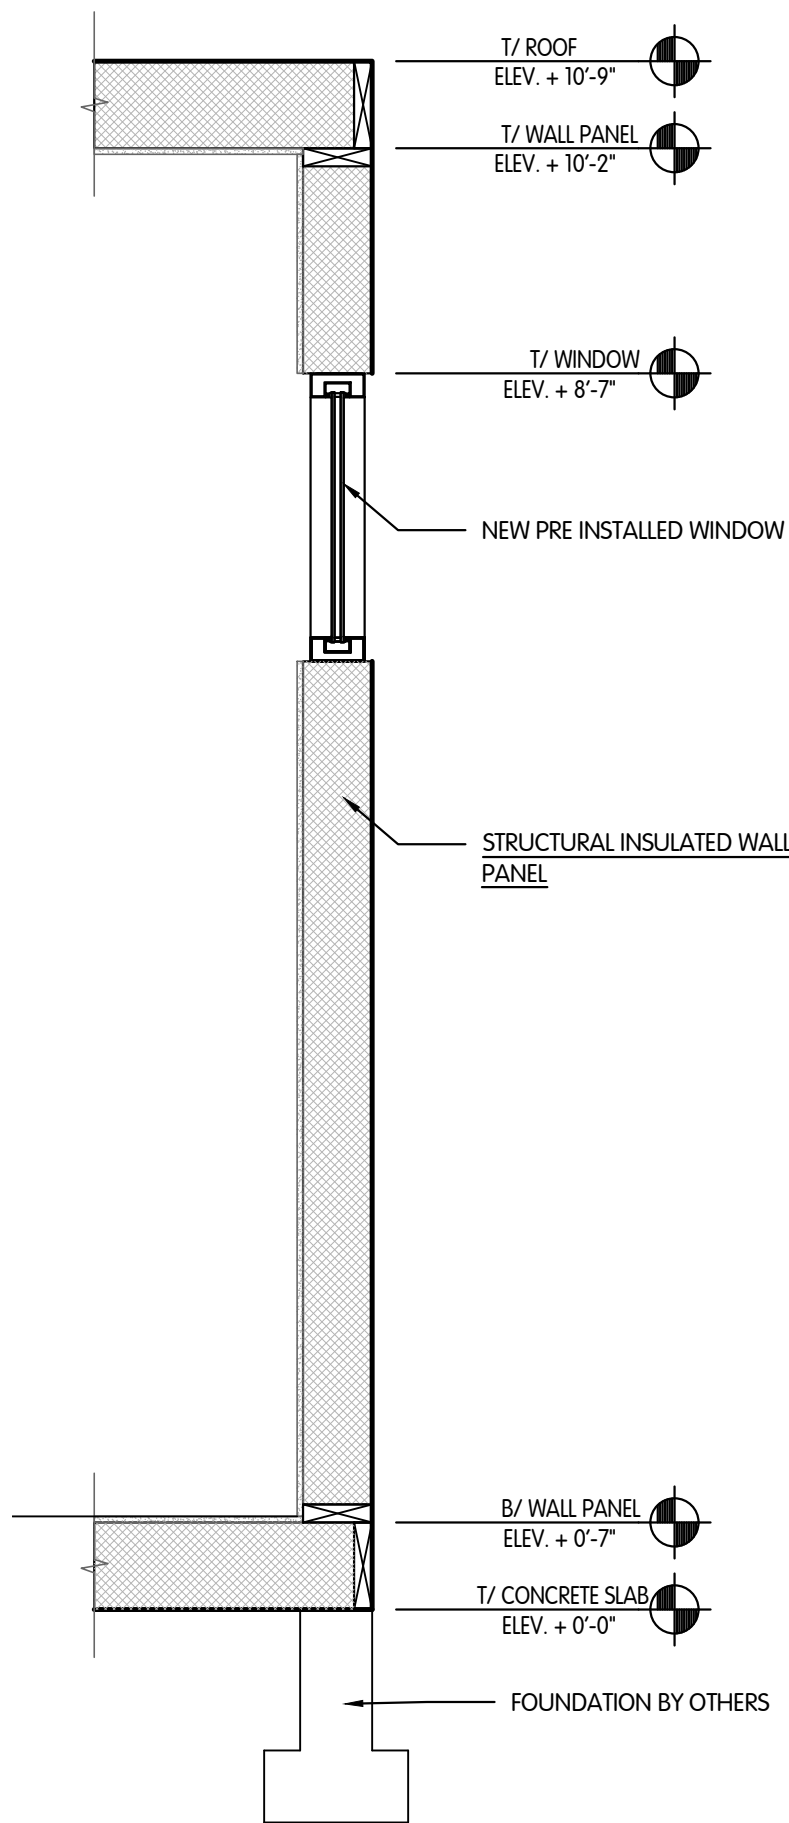 T/ ROOF
ELEV. + 10'-9"
T/ WALL PANEL
ELEV. + 10'-2"
T/ WINDOW
ELEV. + 8'-7"
NEW PRE INSTALLED WINDOW
STRUCTURAL INSULATED WALL
PANEL
B/ WALL PANEL
ELEV. + 0'-7"
T/ CONCRETE SLAB
ELEV. + 0'-0"
FOUNDATION BY OTHERS